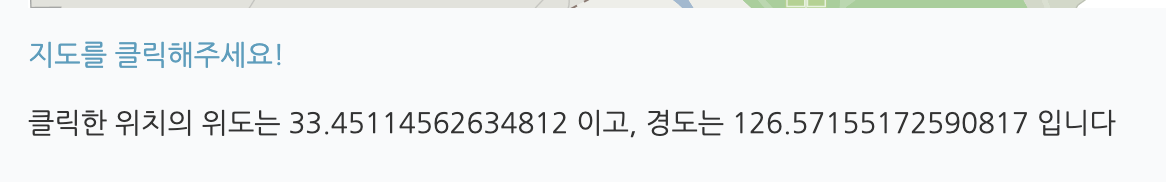 지도를 클릭해주세요!
클릭한 위치의 위도는 33.45114562634812 이고, 경도는 126.57155172590817 입니다